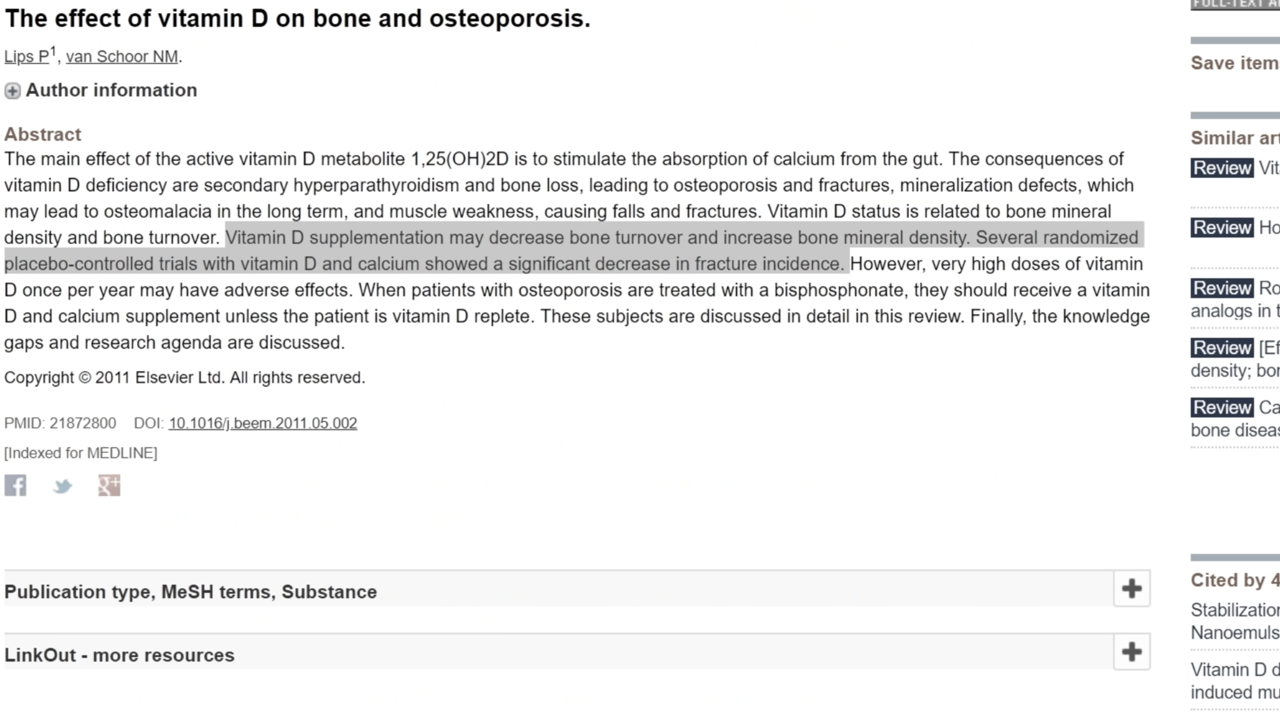 FULL-TEXT
The effect of vitamin D on bone and osteoporosis.
Lips P1, van Schoor NM.
Author information
Abstract
The main effect of the active vitamin D metabolite 1,25(OH)2D is to stimulate the absorption of calcium from the gut. The consequences of
vitamin D deficiency are secondary hyperparathyroidism and bone loss, leading to osteoporosis and fractures, mineralization defects, which
may lead to osteomalacia in the long term, and muscle weakness, causing falls and fractures. Vitamin D status is related to bone mineral
density and bone turnover. Vitamin D supplementation may decrease bone turnover and increase bone mineral density. Several randomized
placebo-controlled trials with vitamin D and calcium showed a significant decrease in fracture incidence. However, very high doses of vitamin
D once per year may have adverse effects. When patients with osteoporosis are treated with a bisphosphonate, they should receive a vitamin
D and calcium supplement unless the patient is vitamin D replete. These subjects are discussed in detail in this review. Finally, the knowledge
gaps and research agenda are discussed.
Copyright © 2011 Elsevier Ltd. All rights reserved.
PMID: 21872800 DOI: 10.1016/j.beem.2011.05.002
[Indexed for MEDLINE]
f
g+
Publication type, MeSH terms, Substance
LinkOut - more resources
Save item
Similar art
Review Vit
Review Ho
Review Ro
analogs in t
Review [Ef
density; bon
Review Ca
bone diseas
Cited by 4
Stabilization
Nanoemuls
Vitamin D d
induced mu